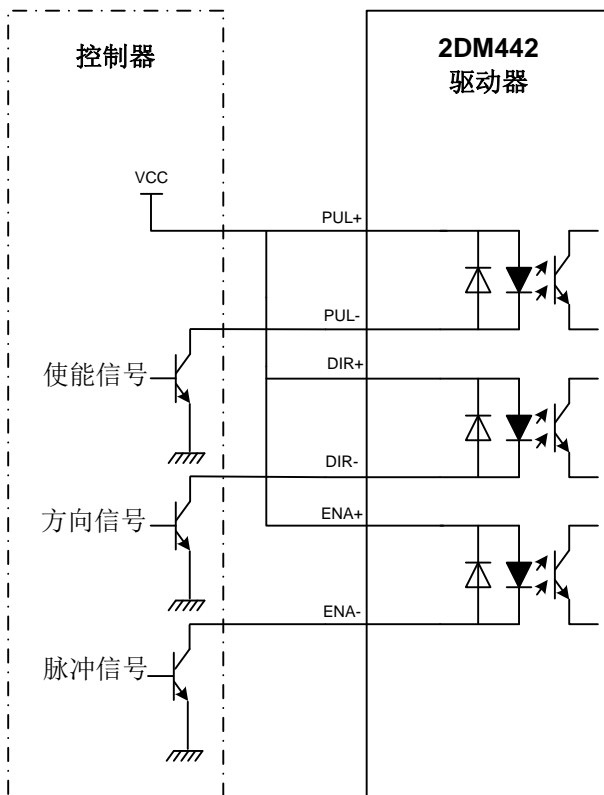 控制器
2DM442
驱动器
VCC
PUL+
PUL-
使能信号
DIR+
DIR-
方向信号
ENA+
ENA-
脉冲信号